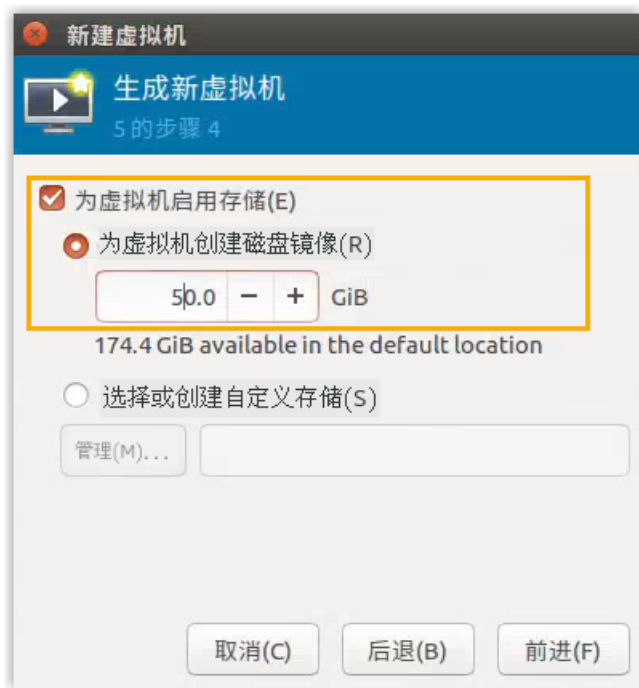 新建虚拟机
生成新虚拟机
5 的步骤 4
为虚拟机启用存储(E)
为虚拟机创建磁盘镜像(R)
50.0 − + GiB
174.4 GiB available in the default location
选择或创建自定义存储(S)
管理(M)...
取消(C) 后退(B) 前进(F)